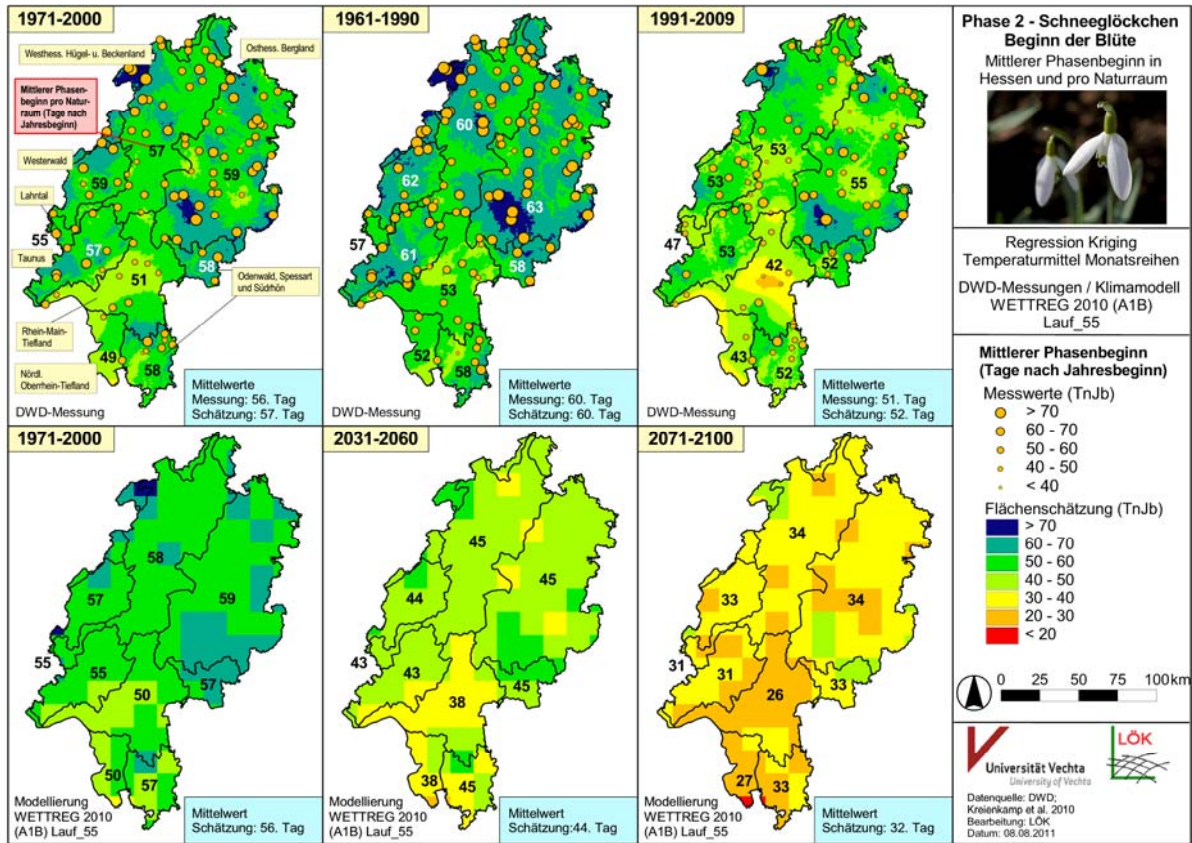 1971-2000
Westhess. Hügel- u. Beckenland
Osthess. Bergland
Mittlerer Phasen-
beginn pro Natur-
raum (Tage nach
Jahresbeginn)
57
Westerwald
59
59
Lahntal
55
57
Taunus
58
51
Odenwald, Spessart
und Südrhön
Rhein-Main-
Tiefland
49
58
Nördl.
Oberrhein-Tiefland
DWD-Messung
Mittelwerte
Messung: 56. Tag
Schätzung: 57. Tag
1961-1990
60
62
63
57
61
58
53
52
58
DWD-Messung
Mittelwerte
Messung: 60. Tag
Schätzung: 60. Tag
1991-2009
53
53
55
47
53
42
52
43
52
DWD-Messung
Mittelwerte
Messung: 51. Tag
Schätzung: 52. Tag
1971-2000
58
57
59
55
55
57
50
50
57
Modellierung
WETTREG 2010
(A1B) Lauf_55
Mittelwert
Schätzung: 56. Tag
2031-2060
45
45
44
43
43
45
38
38
45
Modellierung
WETTREG 2010
(A1B) Lauf_55
Mittelwert
Schätzung:44. Tag
2071-2100
34
33
34
31
31
33
26
27
33
Modellierung
WETTREG 2010
(A1B) Lauf_55
Mittelwert
Schätzung: 32. Tag
Phase 2 - Schneeglöckchen
Beginn der Blüte
Mittlerer Phasenbeginn in
Hessen und pro Naturraum
Regression Kriging
Temperaturmittel Monatsreihen
DWD-Messungen / Klimamodell
WETTREG 2010 (A1B)
Lauf_55
Mittlerer Phasenbeginn
(Tage nach Jahresbeginn)
Messwerte (TnJb)
> 70
60 - 70
50 - 60
40 - 50
< 40
Flächenschätzung (TnJb)
> 70
60 - 70
50 - 60
40 - 50
30 - 40
20 - 30
< 20
0 25 50 75 100 km
Universität Vechta
University of Vechta
LÖK
Datenquelle: DWD;
Kreienkamp et al. 2010
Bearbeitung: LÖK
Datum: 08.08.2011